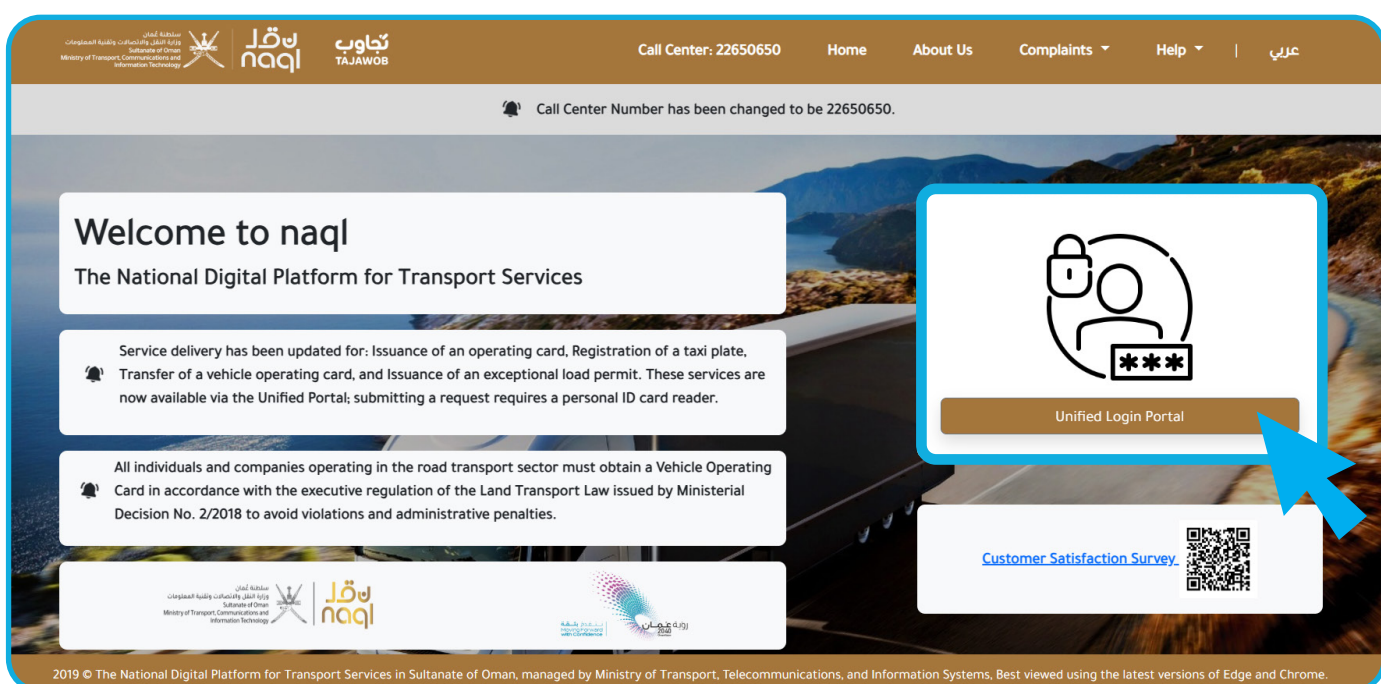 سلطنة عُمان
وزارة النقل والاتصالات وتقنية المعلومات
Sultanate of Oman
Ministry of Transport, Communications and
Information Technology
نقل
naql
تجاوب
TAJAWOB
Call Center: 22650650
Home
About Us
Complaints
Help
|
عربي
Call Center Number has been changed to be 22650650.
Welcome to naql
The National Digital Platform for Transport Services
Service delivery has been updated for: Issuance of an operating card, Registration of a taxi plate,
Transfer of a vehicle operating card, and Issuance of an exceptional load permit. These services are
now available via the Unified Portal; submitting a request requires a personal ID card reader.
All individuals and companies operating in the road transport sector must obtain a Vehicle Operating
Card in accordance with the executive regulation of the Land Transport Law issued by Ministerial
Decision No. 2/2018 to avoid violations and administrative penalties.
سلطنة عُمان
وزارة النقل والاتصالات وتقنية المعلومات
Sultanate of Oman
Ministry of Transport, Communications and
Information Technology
نقل
naql
نتقدم بثقة
Moving Forward
with Confidence
رؤية عُمان
2040
***
Unified Login Portal
Customer Satisfaction Survey
2019 © The National Digital Platform for Transport Services in Sultanate of Oman, managed by Ministry of Transport, Telecommunications, and Information Systems, Best viewed using the latest versions of Edge and Chrome.